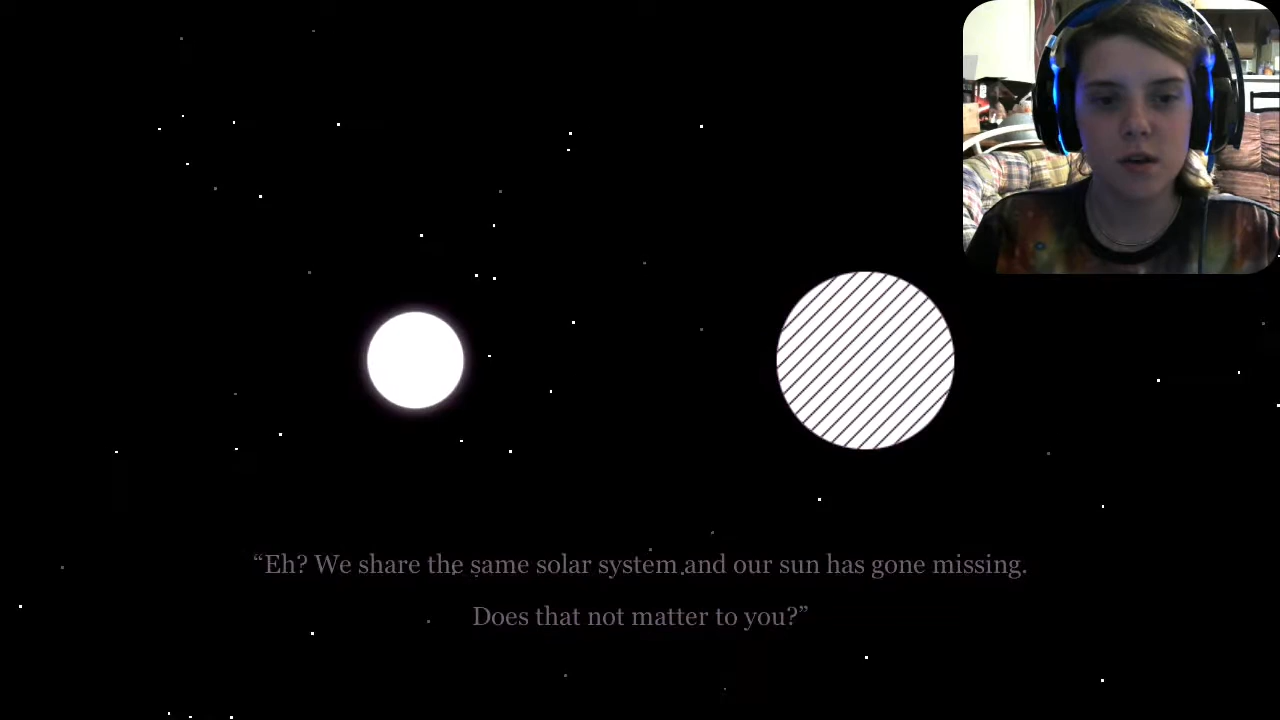 “Eh? We share the same solar system and our sun has gone missing.
Does that not matter to you?”